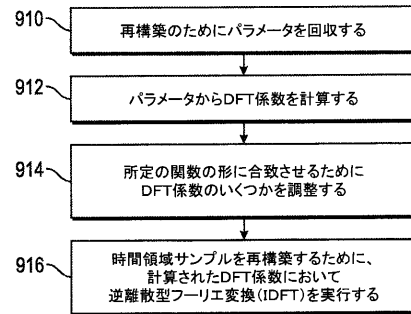 910
再構築のためにパラメータを回収する
912
パラメータからDFT係数を計算する
914
所定の関数の形に合致させるために
DFT係数のいくつかを調整する
916
時間領域サンプルを再構築するために、
計算されたDFT係数において
逆離散型フーリエ変換(IDFT)を実行する